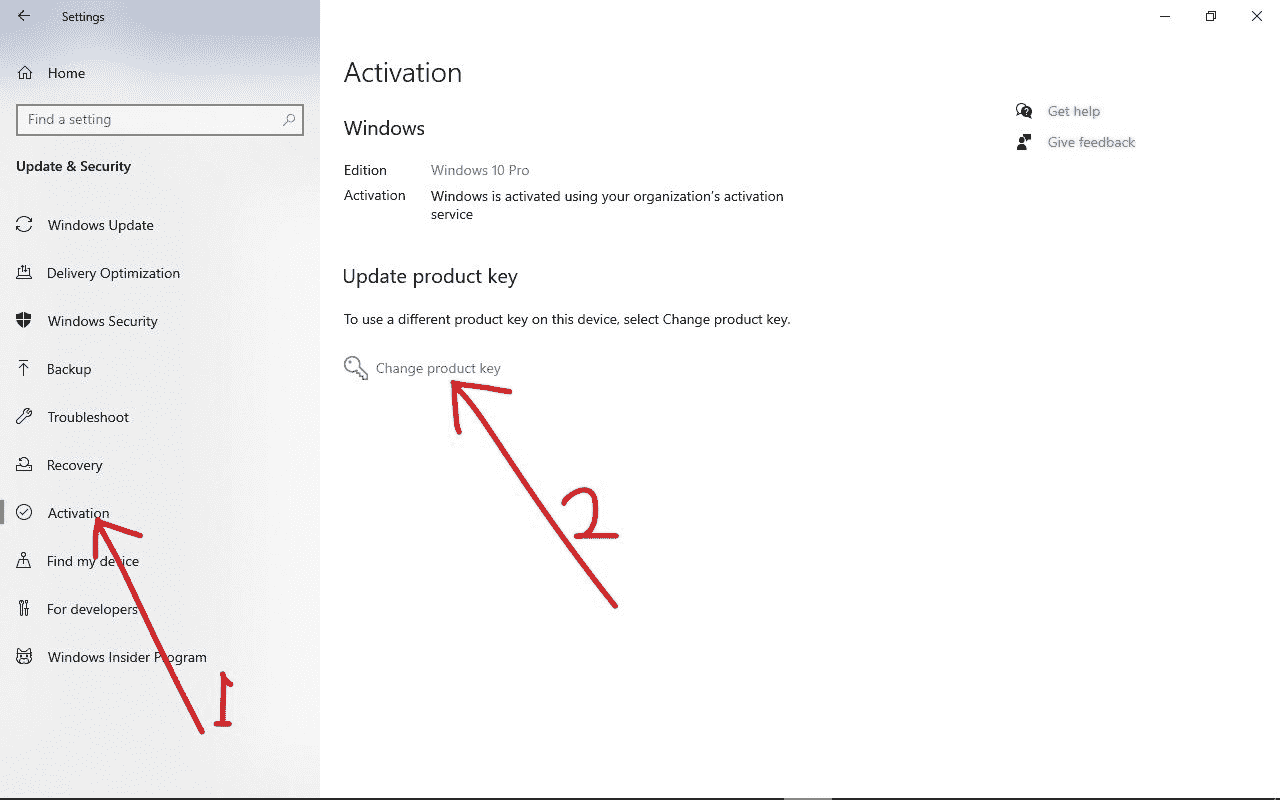 Settings
Home
Find a setting
Update & Security
Windows Update
Delivery Optimization
Windows Security
Backup
Troubleshoot
Recovery
Activation
Find my device
For developers
Windows Insider Program
1
Activation
Windows
Edition Windows 10 Pro
Activation Windows is activated using your organization’s activation
service
Update product key
To use a different product key on this device, select Change product key.
Change product key
2
Get help
Give feedback